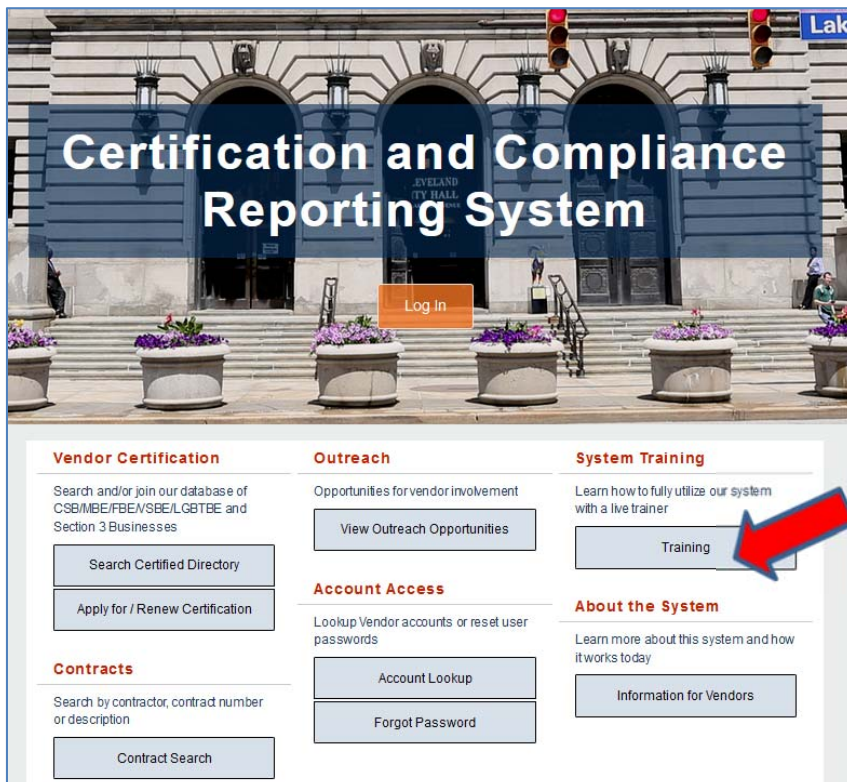 Lak
Certification and Compliance
Reporting System
CITY HALL
Log In
Vendor Certification
Search and/or join our database of
CSB/MBE/FBE/VSBE/LGBTBE and
Section 3 Businesses
Search Certified Directory
Apply for / Renew Certification
Contracts
Search by contractor, contract number
or description
Contract Search
Outreach
Opportunities for vendor involvement
View Outreach Opportunities
Account Access
Lookup Vendor accounts or reset user
passwords
Account Lookup
Forgot Password
System Training
Learn how to fully utilize our system
with a live trainer
Training
About the System
Learn more about this system and how
it works today
Information for Vendors